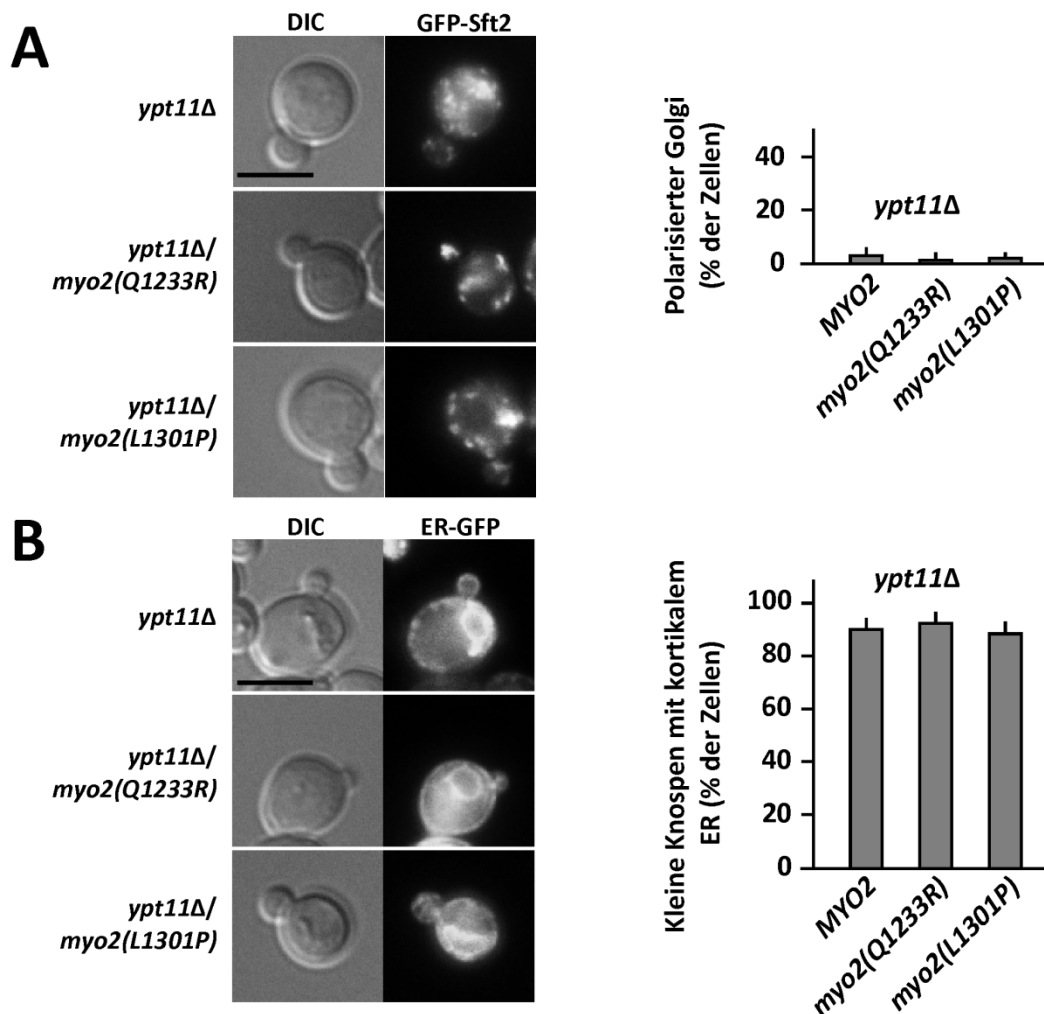 A
DIC
GFP-Sft2
ypt11Δ
ypt11Δ/
myo2(Q1233R)
ypt11Δ/
myo2(L1301P)
Polarisierter Golgi
(% der Zellen)
40
20
0
ypt11Δ
MYO2
myo2(Q1233R)
myo2(L1301P)
B
DIC
ER-GFP
ypt11Δ
ypt11Δ/
myo2(Q1233R)
ypt11Δ/
myo2(L1301P)
Kleine Knospen mit kortikalem
ER (% der Zellen)
ypt11Δ
100
80
60
40
20
0
MYO2
myo2(Q1233R)
myo2(L1301P)